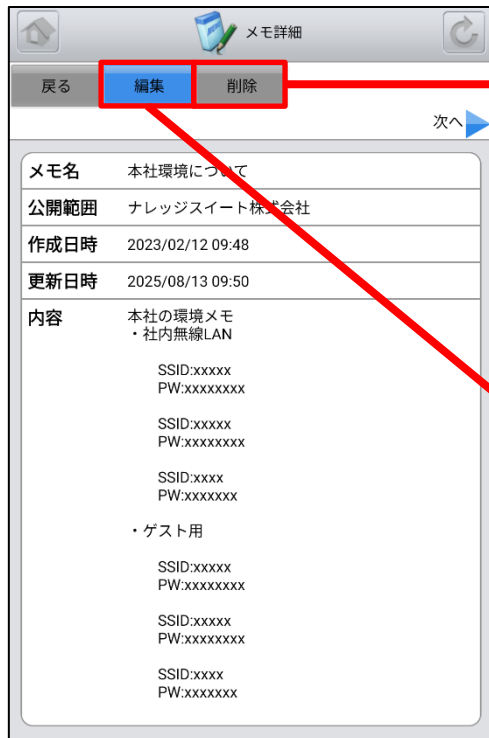 メモ詳細
戻る 編集 削除
次へ
メモ名 本社環境について
公開範囲 ナレッジスイート株式会社
作成日時 2023/02/12 09:48
更新日時 2025/08/13 09:50
内容 本社の環境メモ
・社内無線LAN
SSID:xxxxx
PW:xxxxxxxx
SSID:xxxxx
PW:xxxxxxxx
SSID:xxxx
PW:xxxxxxx
・ゲスト用
SSID:xxxxx
PW:xxxxxxxx
SSID:xxxxx
PW:xxxxxxxx
SSID:xxxx
PW:xxxxxxx